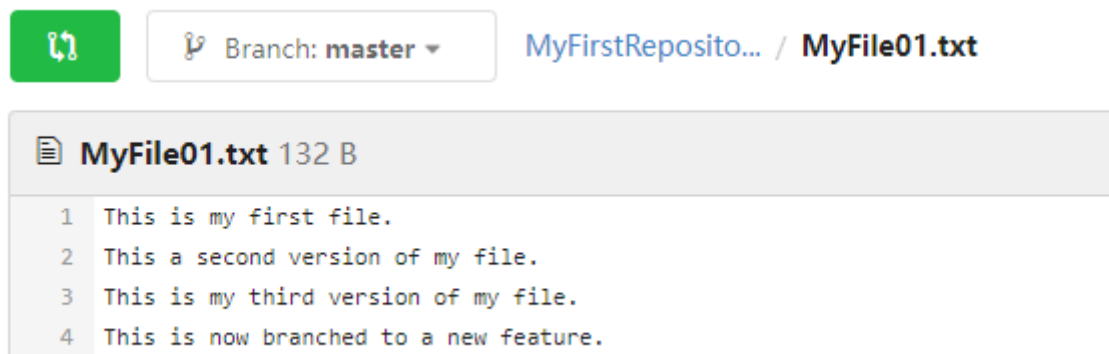 Branch: master MyFirstReposito... / MyFile01.txt
MyFile01.txt 132 B
1 This is my first file.
2 This a second version of my file.
3 This is my third version of my file.
4 This is now branched to a new feature.